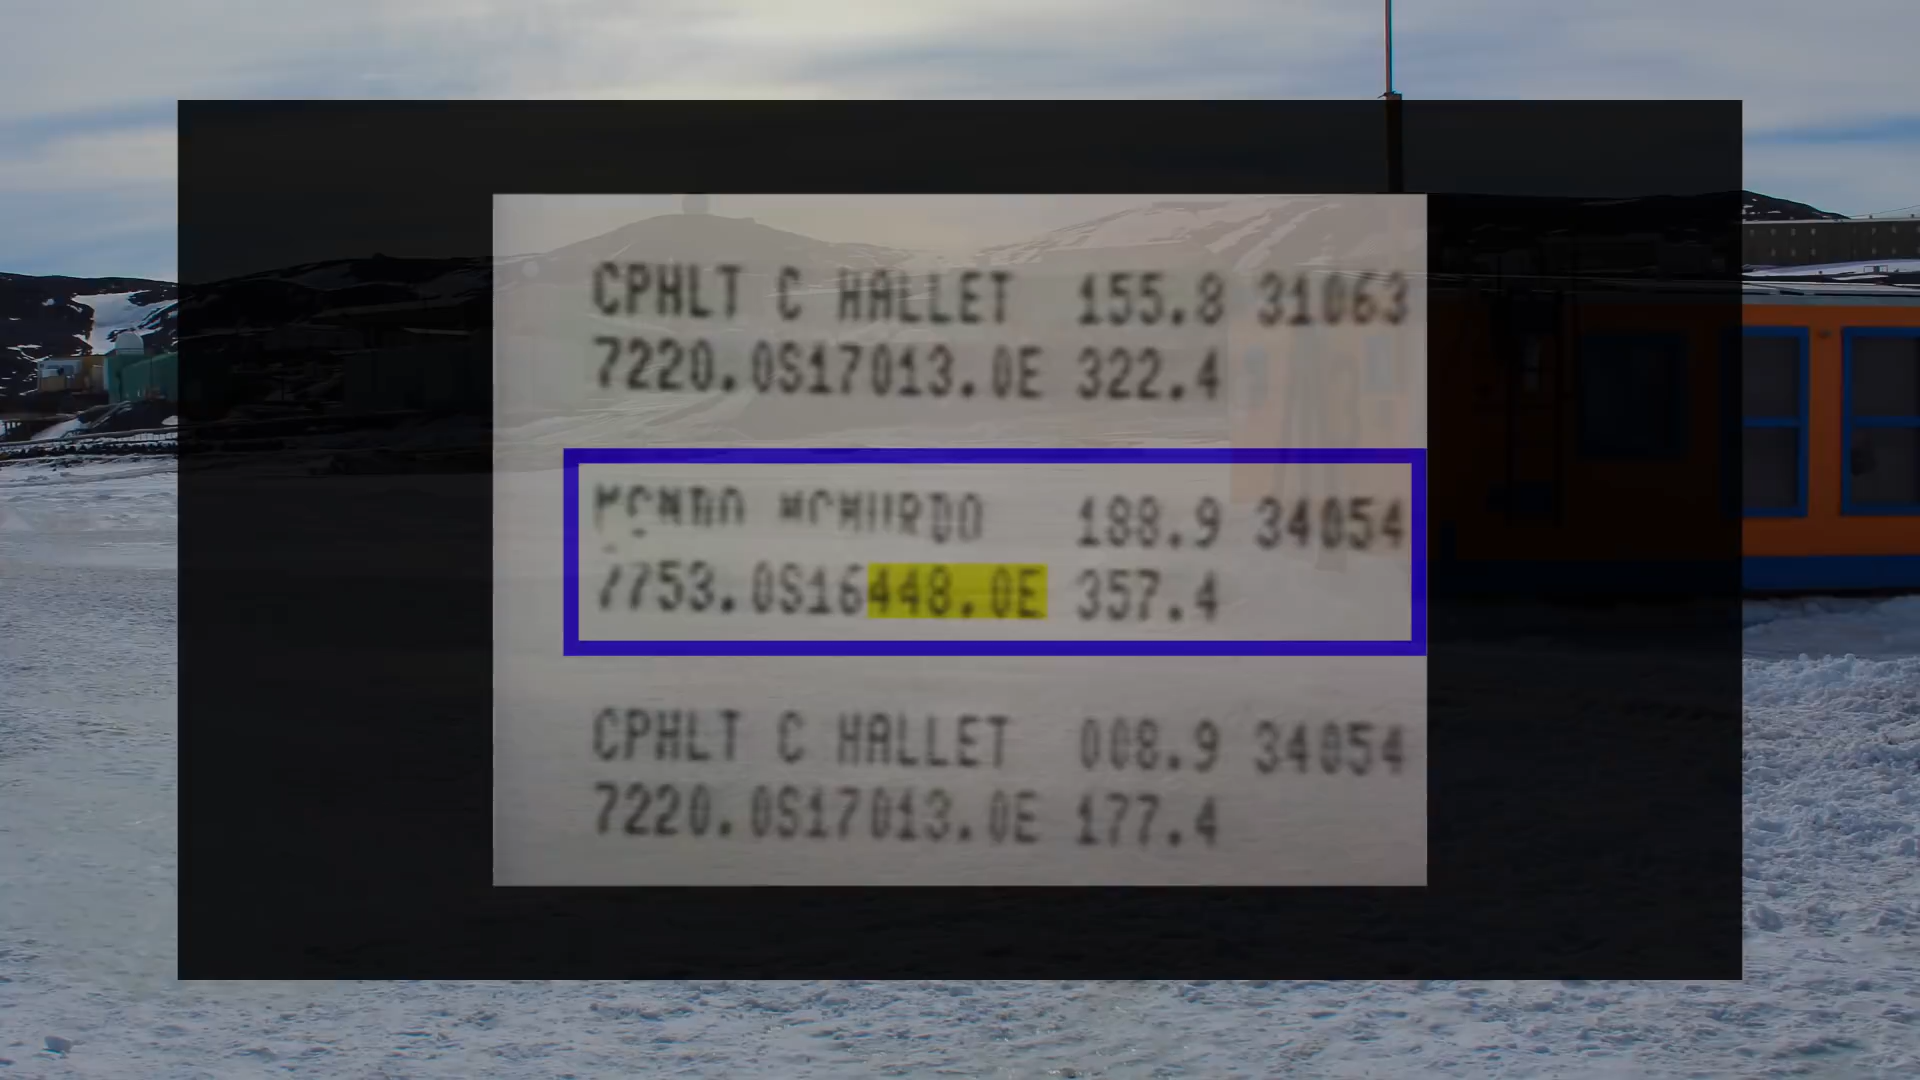 CPHLT C HALLET 155.8 31063
7220.0S17013.0E 322.4
MCMURDO 188.9 34054
7753.0S16448.0E 357.4
CPHLT C HALLET 008.9 34054
7220.0S17013.0E 177.4